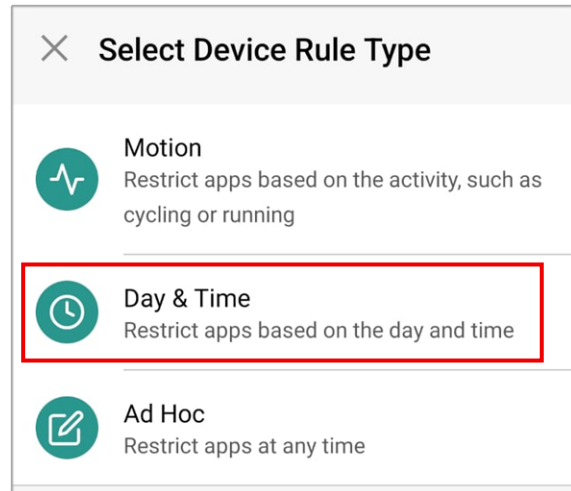 Select Device Rule Type
Motion
Restrict apps based on the activity, such as
cycling or running
Day & Time
Restrict apps based on the day and time
Ad Hoc
Restrict apps at any time